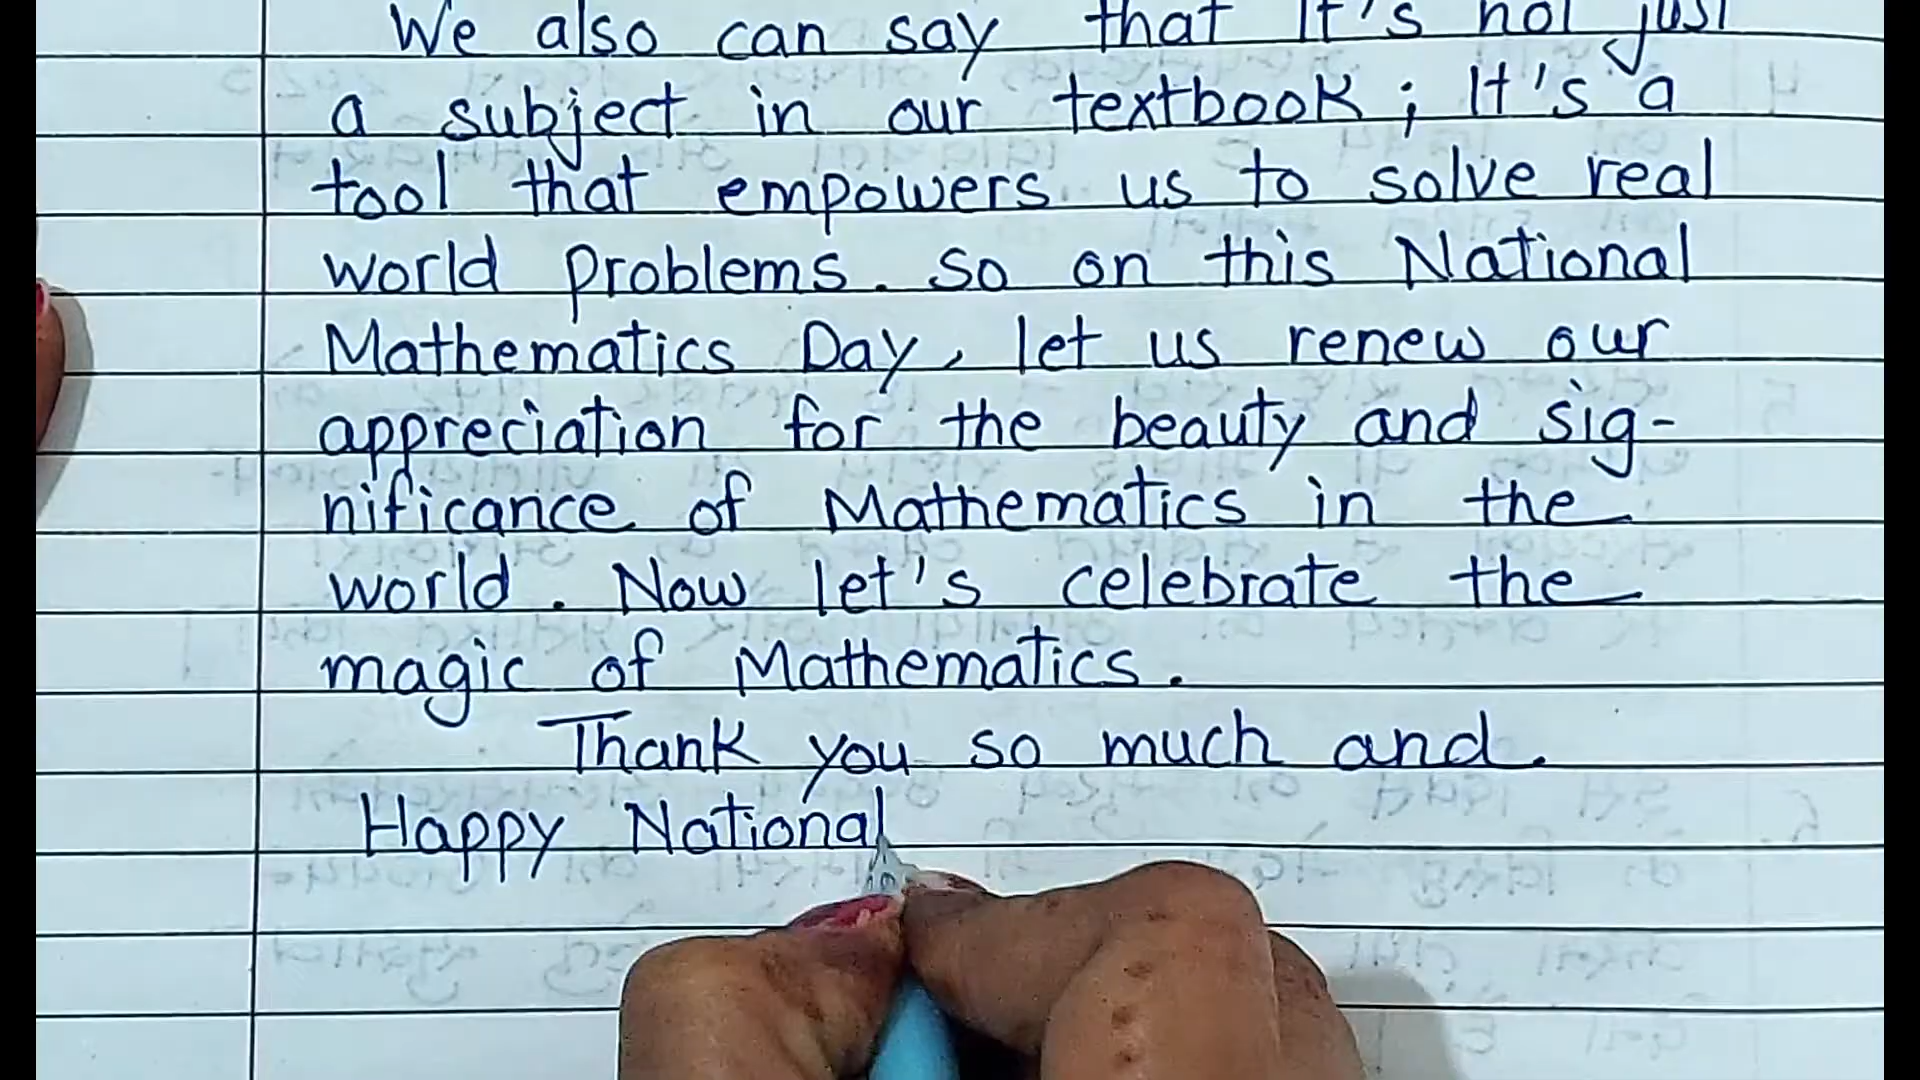 We also can say that It's not just
a subject in our textbook; It's a
tool that empowers us to solve real
world problems. So on this National
Mathematics Day, let us renew our
appreciation for the beauty and sig-
nificance of Mathematics in the
world. Now let's celebrate the
magic of Mathematics.
Thank you so much and.
Happy National